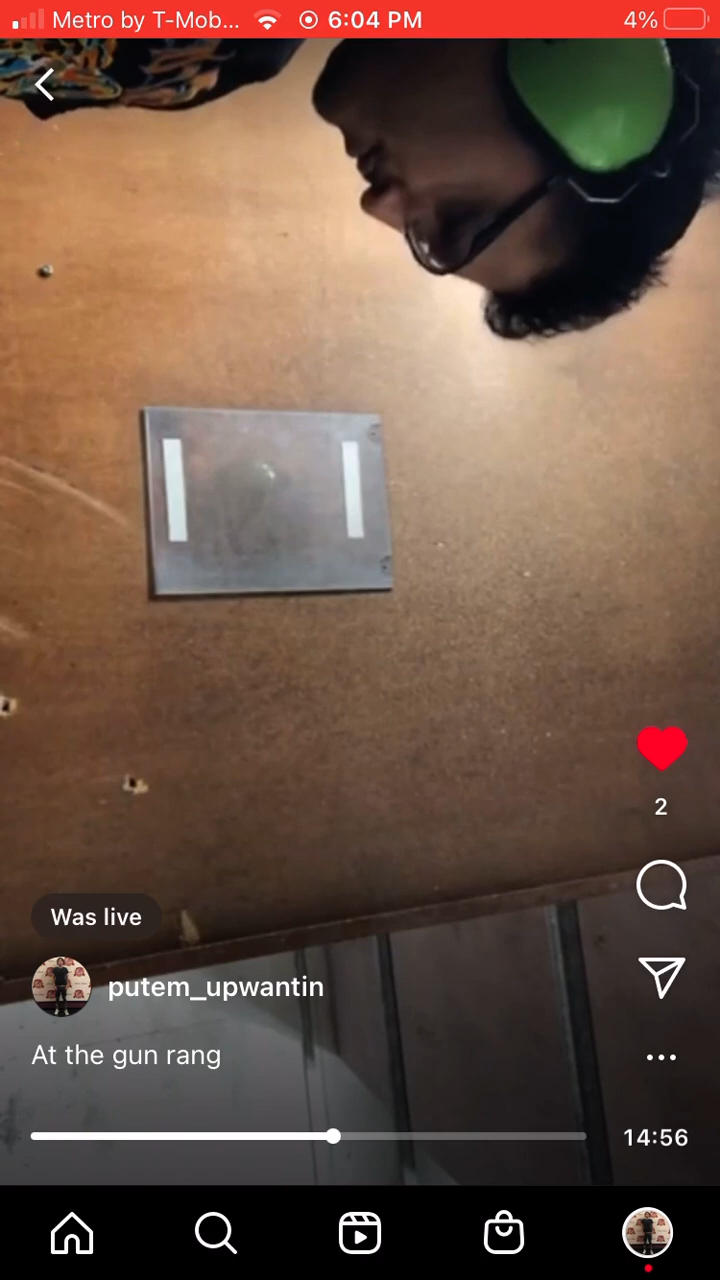 Metro by T-Mob... 6:04 PM 4%
2
Was live
putem_upwantin
At the gun rang
14:56